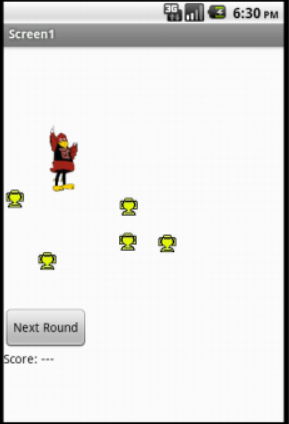 3G 6:30 PM
Screen1
Next Round
Score: ---